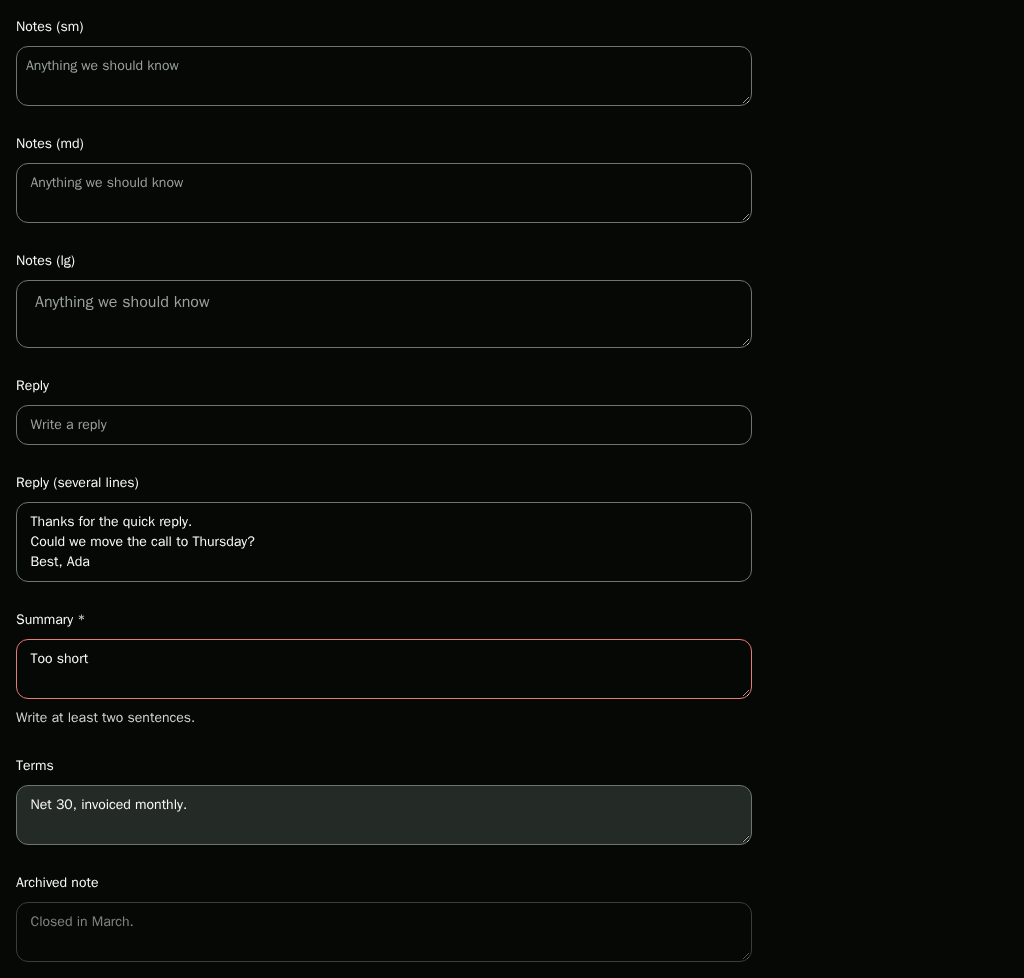 Notes (sm)
Anything we should know
Notes (md)
Anything we should know
Notes (lg)
Anything we should know
Reply
Write a reply
Reply (several lines)
Thanks for the quick reply.
Could we move the call to Thursday?
Best, Ada
Summary *
Too short
Write at least two sentences.
Terms
Net 30, invoiced monthly.
Archived note
Closed in March.